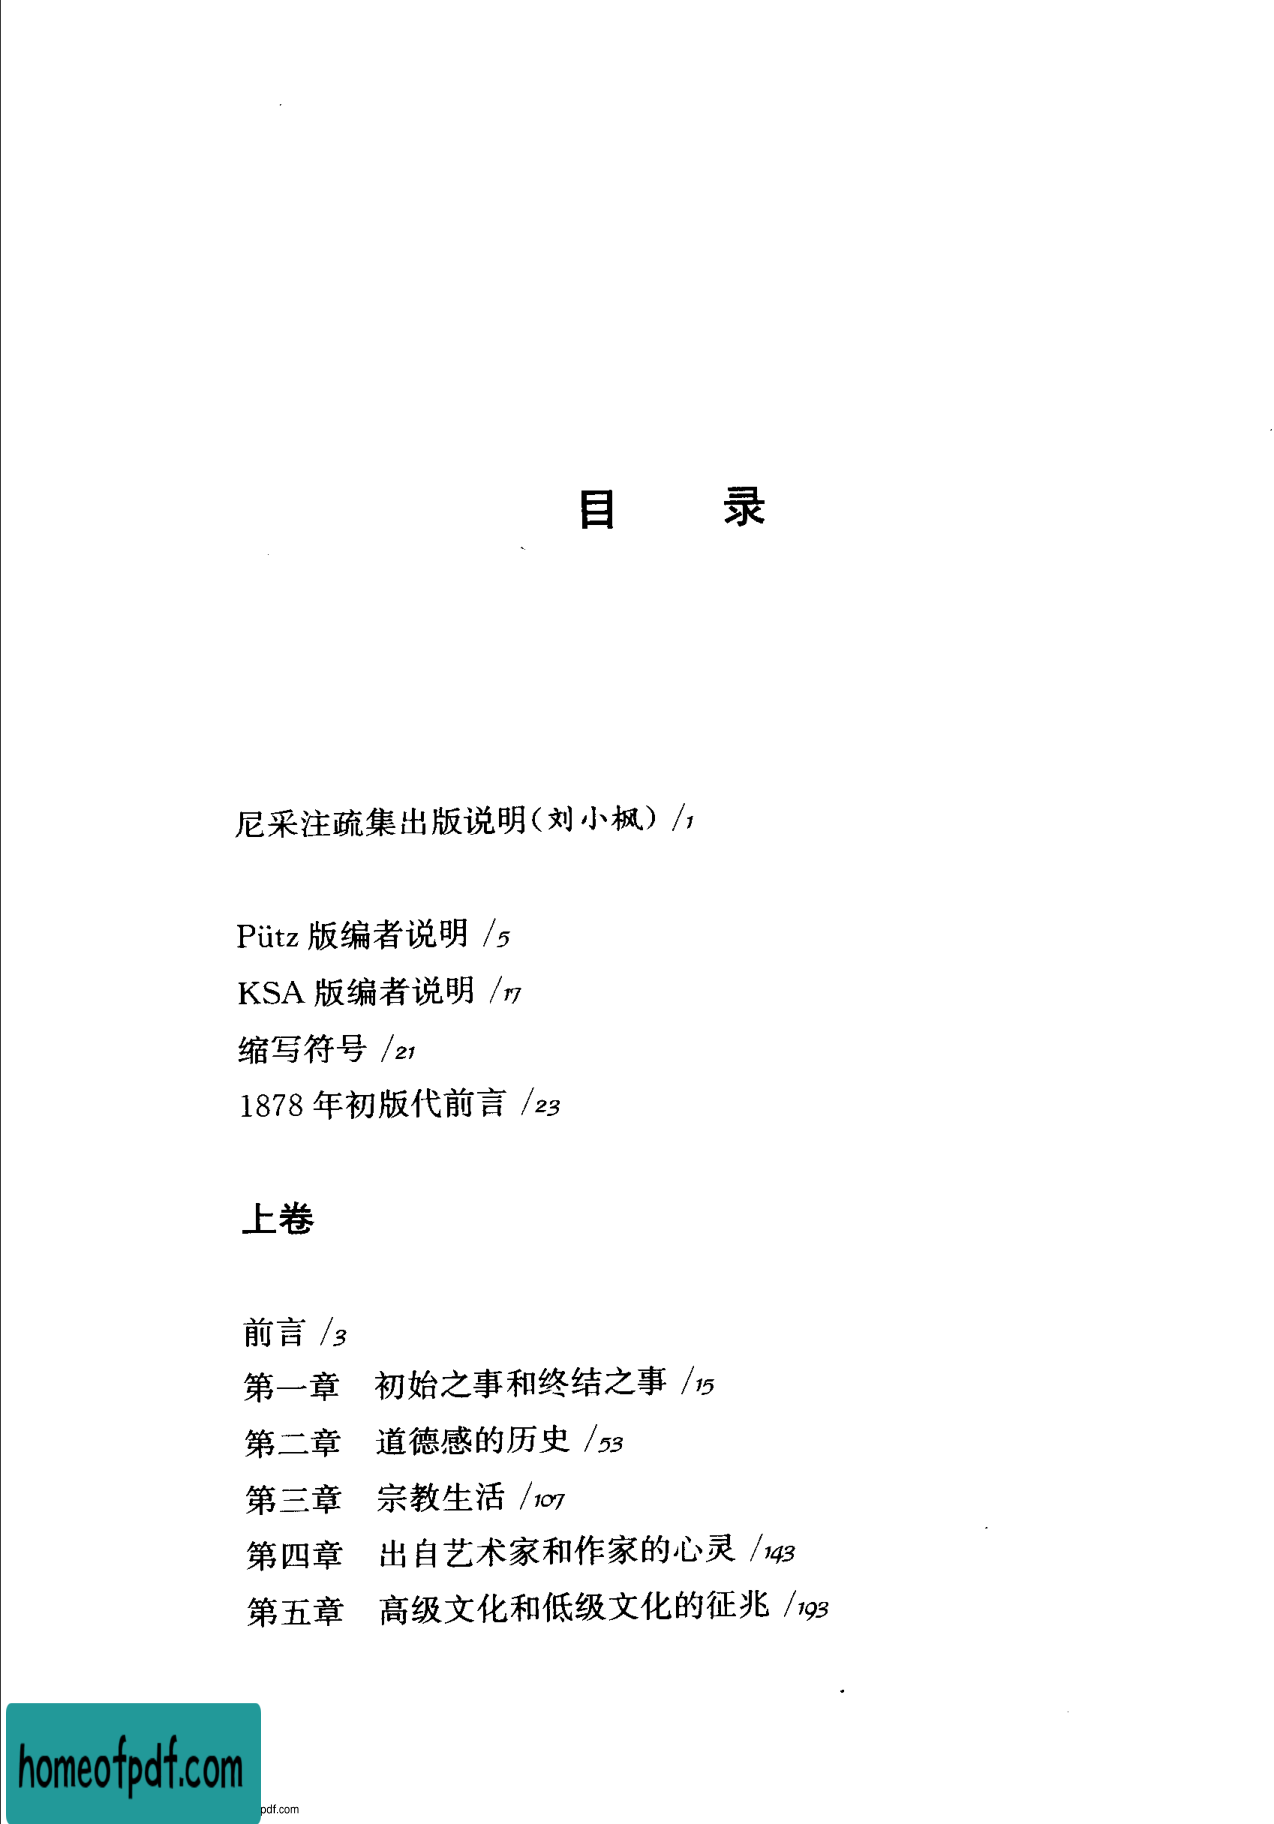 目 录
尼采注疏集出版说明(刘小枫) /1
Pütz 版编者说明 /5
KSA 版编者说明 /17
缩写符号 /21
1878 年初版代前言 /23
上卷
前言 /3
第一章 初始之事和终结之事 /15
第二章 道德感的历史 /53
第三章 宗教生活 /107
第四章 出自艺术家和作家的心灵 /143
第五章 高级文化和低级文化的征兆 /193
homeofpdf.com
pdf.com